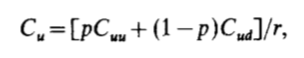 C_u = [pC_uu + (1 − p)C_ud]/r,